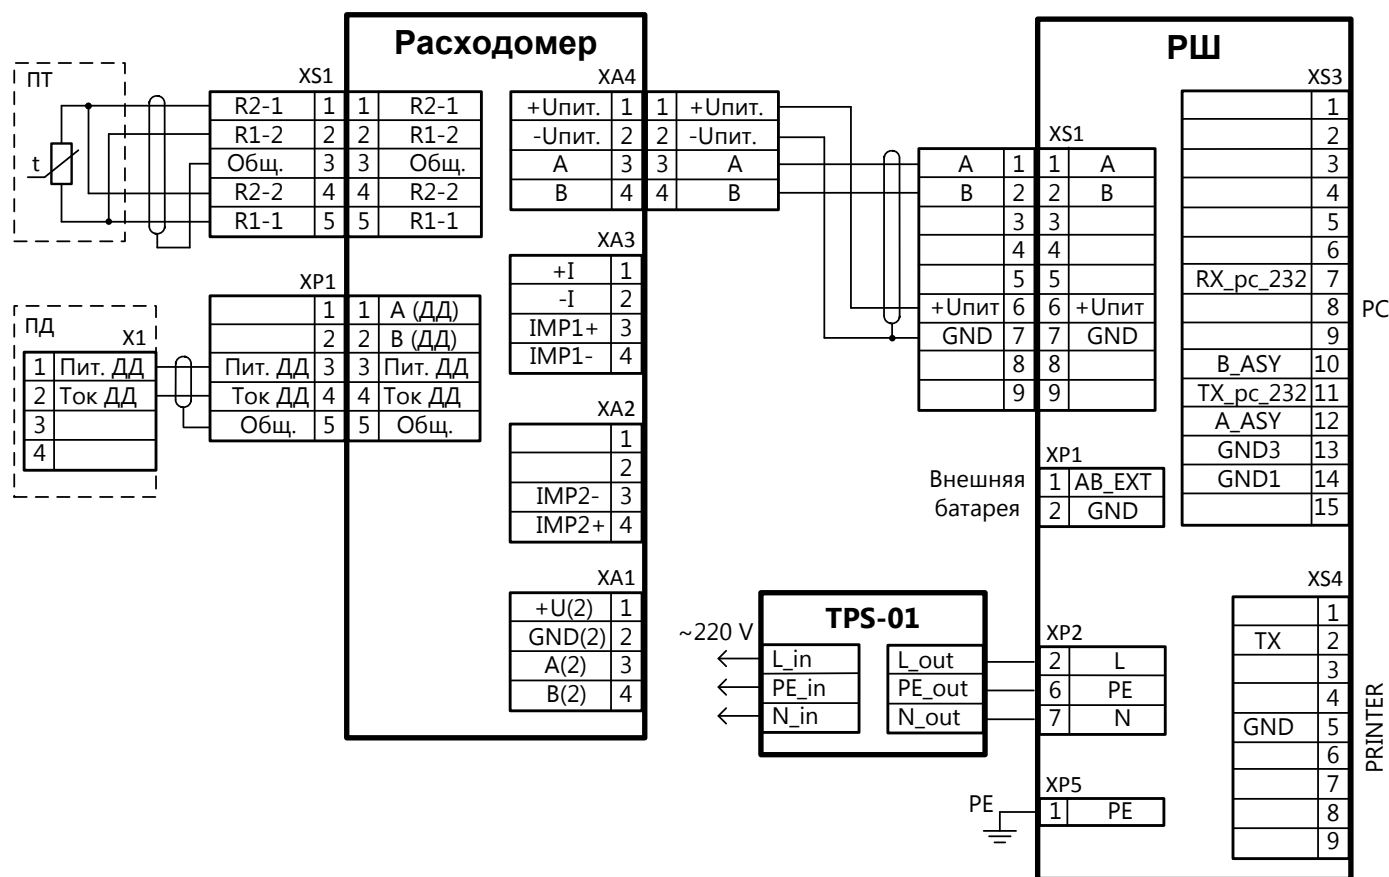 Расходомер
РШ
ПТ
t
XS1
R2-1 1 1 R2-1
R1-2 2 2 R1-2
Общ. 3 3 Общ.
R2-2 4 4 R2-2
R1-1 5 5 R1-1
XP1
1 1 А (ДД)
2 2 В (ДД)
Пит. ДД 3 3 Пит. ДД
Ток ДД 4 4 Ток ДД
Общ. 5 5 Общ.
ПД
X1
1 Пит. ДД
2 Ток ДД
3
4
XA4
+Uпит. 1 1 +Uпит.
-Uпит. 2 2 -Uпит.
A 3 3 A
B 4 4 B
XA3
+I 1
-I 2
IMP1+ 3
IMP1- 4
XA2
1
2
IMP2- 3
IMP2+ 4
XA1
+U(2) 1
GND(2) 2
A(2) 3
B(2) 4
XS1
A 1 1 A
B 2 2 B
3 3
4 4
5 5
+Uпит 6 6 +Uпит
GND 7 7 GND
8 8
9 9
Внешняя
батарея
XP1
1 AB_EXT
2 GND
~220 V
TPS-01
L_in L_out
PE_in PE_out
N_in N_out
XP2
2 L
6 PE
7 N
PE
XP5
1 PE
XS3
1
2
3
4
5
6
RX_pc_232 7
8
9
B_ASY 10
TX_pc_232 11
A_ASY 12
GND3 13
GND1 14
15
PC
XS4
1
TX 2
3
4
GND 5
6
7
8
9
PRINTER